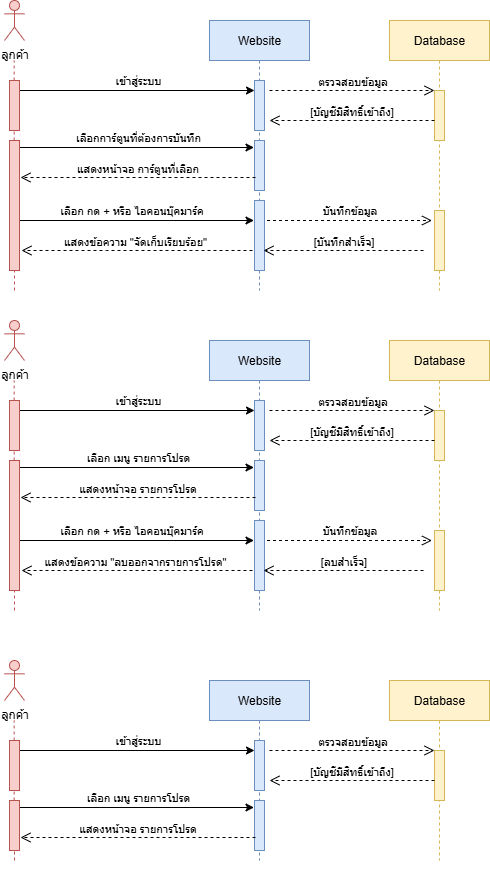 ลูกค้า
Website
Database
เข้าสู่ระบบ
ตรวจสอบข้อมูล
[บัญชีมีสิทธิ์เข้าถึง]
เลือกการ์ตูนที่ต้องการบันทึก
แสดงหน้าจอ การ์ตูนที่เลือก
เลือก กด + หรือ ไอคอนบุ๊คมาร์ค
บันทึกข้อมูล
แสดงข้อความ "จัดเก็บเรียบร้อย"
[บันทึกสำเร็จ]
ลูกค้า
Website
Database
เข้าสู่ระบบ
ตรวจสอบข้อมูล
[บัญชีมีสิทธิ์เข้าถึง]
เลือก เมนู รายการโปรด
แสดงหน้าจอ รายการโปรด
เลือก กด + หรือ ไอคอนบุ๊คมาร์ค
บันทึกข้อมูล
แสดงข้อความ "ลบออกจากรายการโปรด"
[ลบสำเร็จ]
ลูกค้า
Website
Database
เข้าสู่ระบบ
ตรวจสอบข้อมูล
[บัญชีมีสิทธิ์เข้าถึง]
เลือก เมนู รายการโปรด
แสดงหน้าจอ รายการโปรด